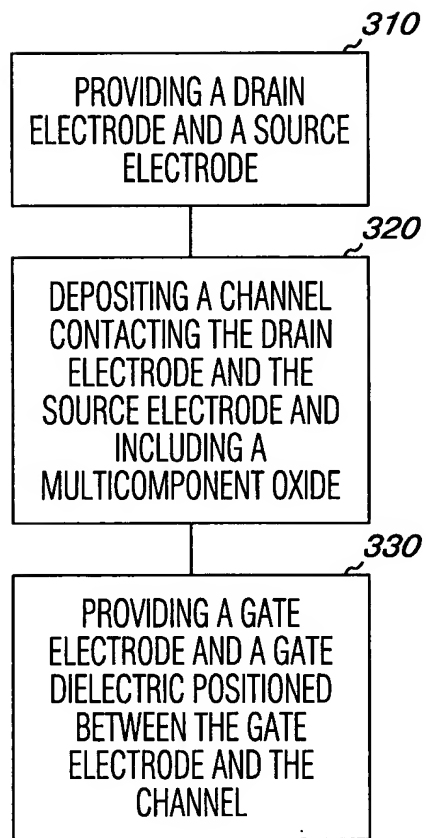 310
PROVIDING A DRAIN
ELECTRODE AND A SOURCE
ELECTRODE
320
DEPOSITING A CHANNEL
CONTACTING THE DRAIN
ELECTRODE AND THE
SOURCE ELECTRODE AND
INCLUDING A
MULTICOMPONENT OXIDE
330
PROVIDING A GATE
ELECTRODE AND A GATE
DIELECTRIC POSITIONED
BETWEEN THE GATE
ELECTRODE AND THE
CHANNEL